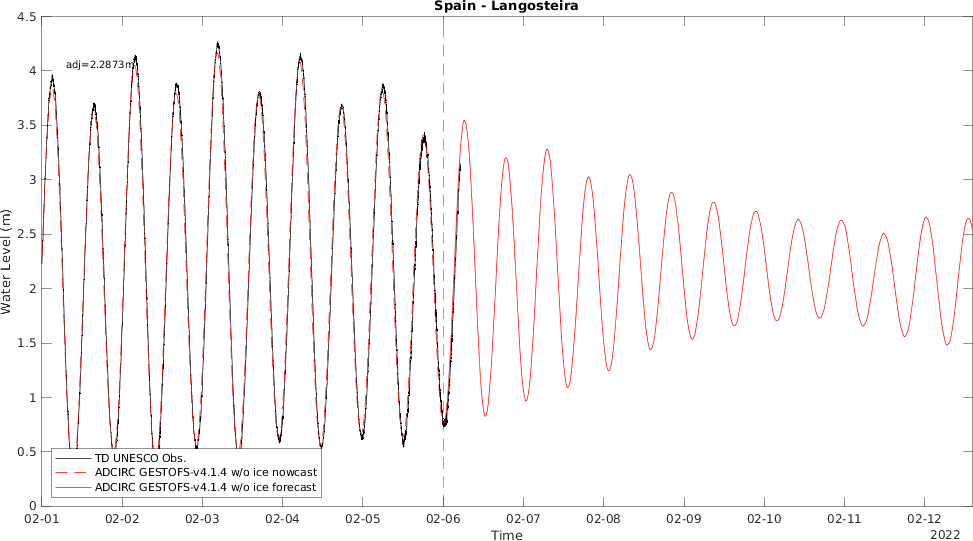 Spain - Langosteira
4.5
4
3.5
3
2.5
2
1.5
1
0.5
0
Water Level (m)
adj=2.2873m
TD UNESCO Obs.
ADCIRC GESTOFS-v4.1.4 w/o ice nowcast
ADCIRC GESTOFS-v4.1.4 w/o ice forecast
02-01 02-02 02-03 02-04 02-05 02-06 02-07 02-08 02-09 02-10 02-11 02-12
Time
2022